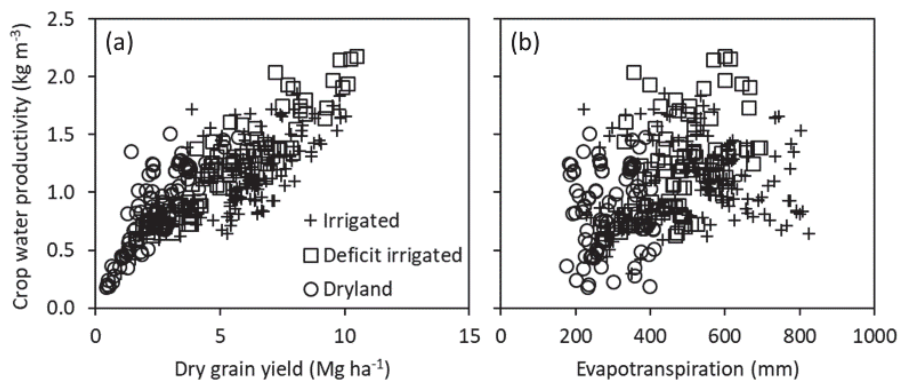 Crop water productivity (kg m⁻³)
2.5
2.0
1.5
1.0
0.5
0.0
(a)
Irrigated
Deficit irrigated
Dryland
0 5 10 15
Dry grain yield (Mg ha⁻¹)
(b)
0 200 400 600 800 1000
Evapotranspiration (mm)